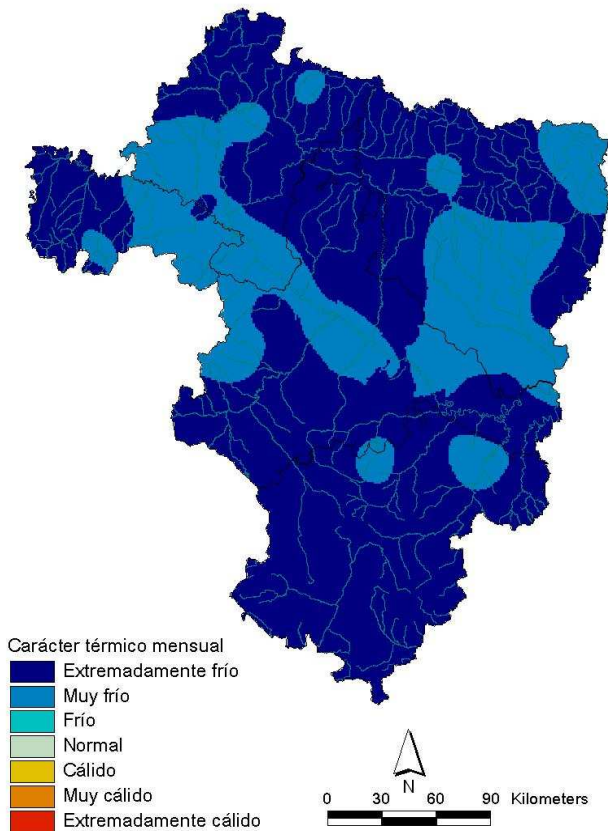 Carácter térmico mensual
Extremadamente frío
Muy frío
Frío
Normal
Cálido
Muy cálido
Extremadamente cálido
N
0 30 60 90 Kilometers